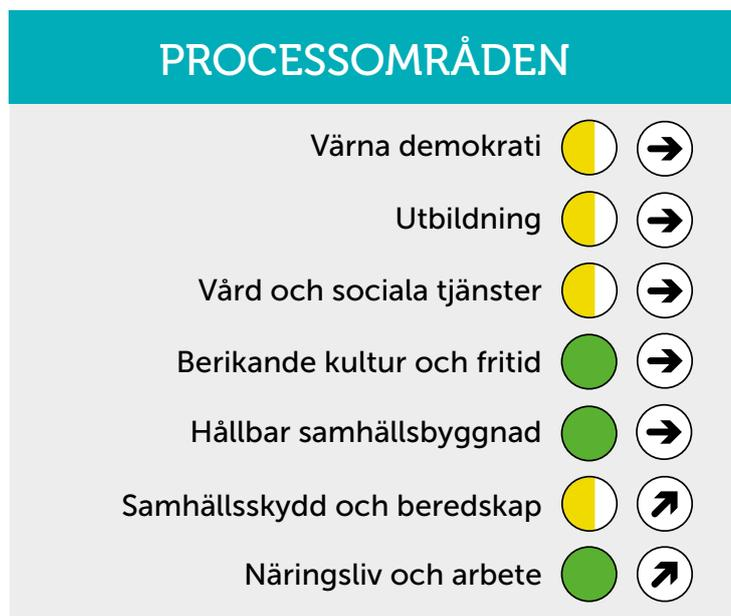 PROCESSOMRÅDEN
Värna demokrati
Utbildning
Vård och sociala tjänster
Berikande kultur och fritid
Hållbar samhällsbyggnad
Samhällsskydd och beredskap
Näringsliv och arbete